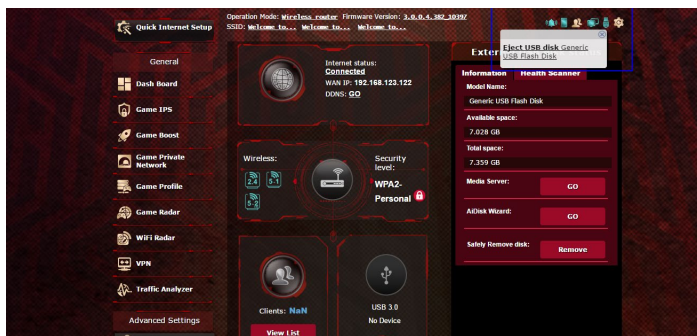 Quick Internet Setup
General
Dash Board
Game IPS
Game Boost
Game Private
Network
Game Profile
Game Radar
WiFi Radar
VPN
Traffic Analyzer
Advanced Settings
Operation Mode: Wireless router Firmware Version: 3.0.0.4.382_10397
SSID: Welcome to... Welcome to... Welcome to...
Internet status:
Connected
WAN IP: 192.168.123.122
DDNS: GO
Wireless:
2.4 5-1
5-2
Security
level:
WPA2-
Personal
Clients: NaN
View List
USB 3.0
No Device
Eject USB disk Generic
USB Flash Disk
Exter
Information Health Scanner
Model Name:
Generic USB Flash Disk
Available space:
7.028 GB
Total space:
7.359 GB
Media Server: GO
AiDisk Wizard: GO
Safely Remove
disk: Remove